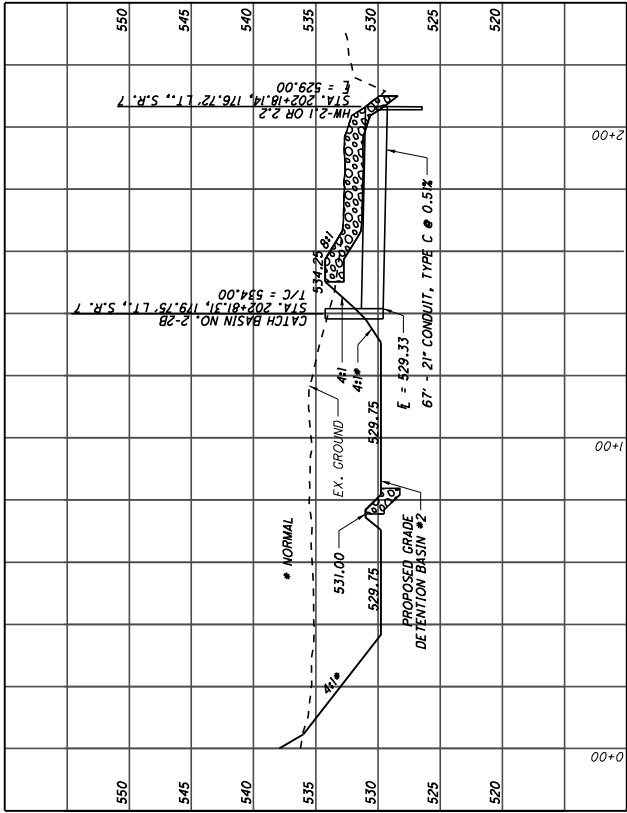 550
545
540
535
530
525
520
550
545
540
535
530
525
520
0+00
1+00
2+00
4:1*
529.75
531.00
* NORMAL
EX. GROUND
529.75
PROPOSED GRADE
DETENTION BASIN #2
4:1
4:1*
534.25
8:1
CATCH BASIN NO. 2-2B
STA. 202+81.31, 179.75' LT., S.R. 7
T/C = 534.00
HW-2.1 OR 2.2
STA. 202+18.14, 176.72' LT., S.R. 7
℄ = 529.00
℄ = 529.33
67' - 21" CONDUIT, TYPE C @ 0.51%